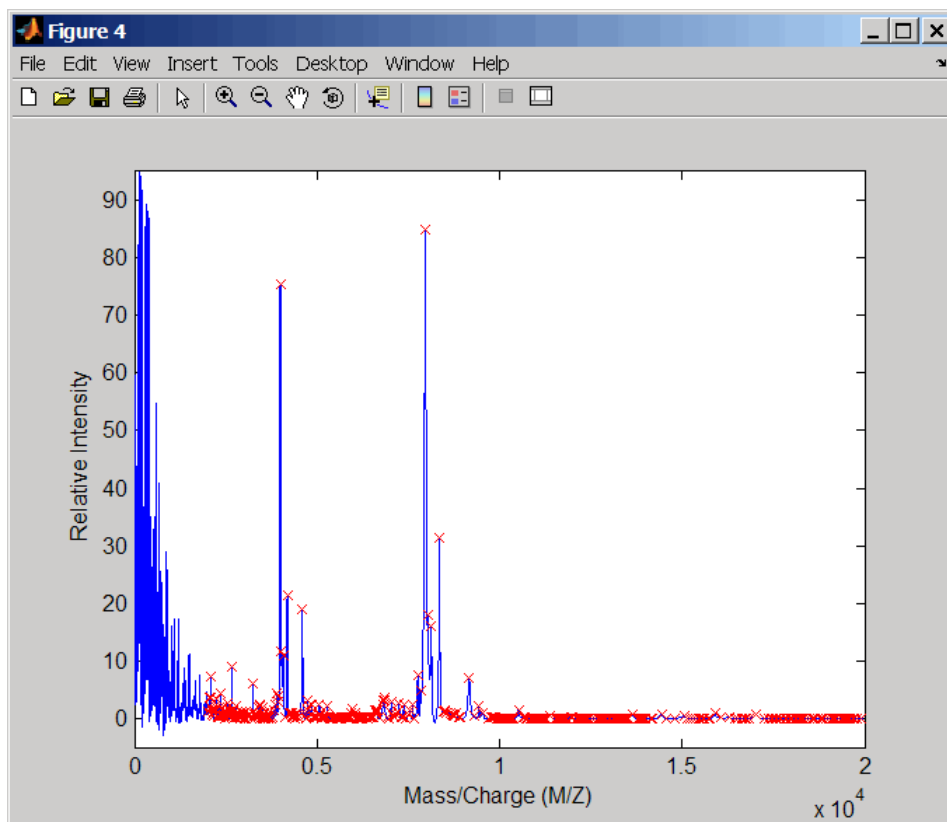 Figure 4
File Edit View Insert Tools Desktop Window Help
90
80
70
60
50
40
30
20
10
0
Relative Intensity
0 0.5 1 1.5 2
Mass/Charge (M/Z)
x 10^4